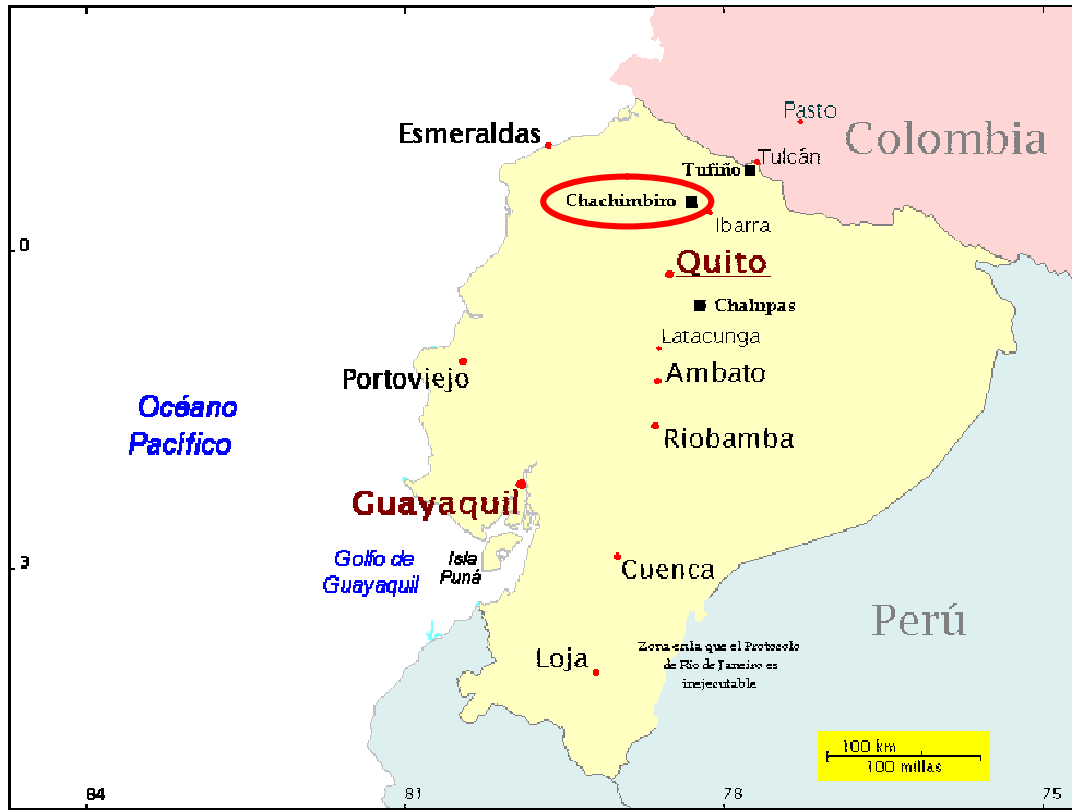 Pasto
Colombia
Esmeraldas
Tulcán
Tufiño
Chachimbiro
Ibarra
0
Quito
Chalupas
Latacunga
Ambato
Portoviejo
Océano
Pacífico
Riobamba
Guayaquil
Golfo de
Guayaquil
Isla
Puná
3
Cuenca
Perú
Loja
Zona en la que el Protocolo
de Rio de Janeiro es
inejecutable
100 km
100 millas
84
81
78
75